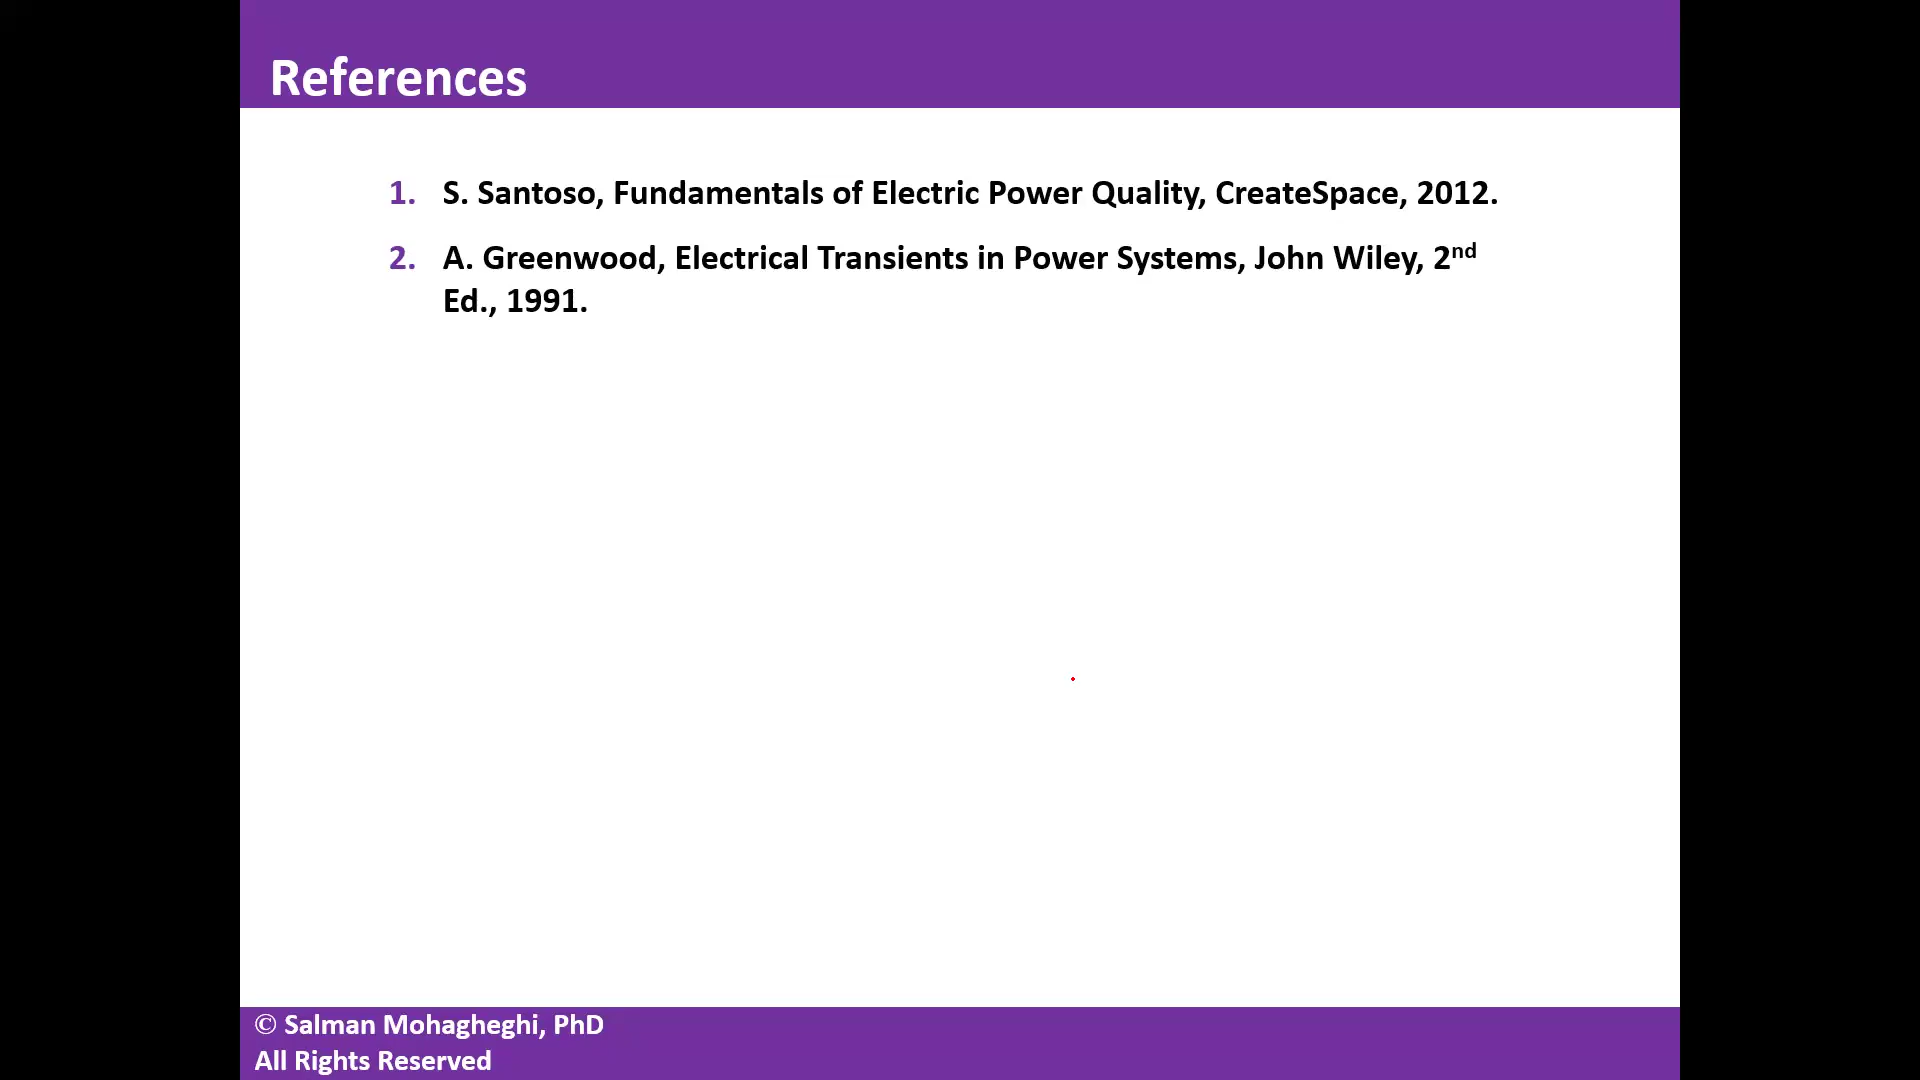 References
1. S. Santoso, Fundamentals of Electric Power Quality, CreateSpace, 2012.
2. A. Greenwood, Electrical Transients in Power Systems, John Wiley, 2nd
Ed., 1991.
© Salman Mohagheghi, PhD
All Rights Reserved